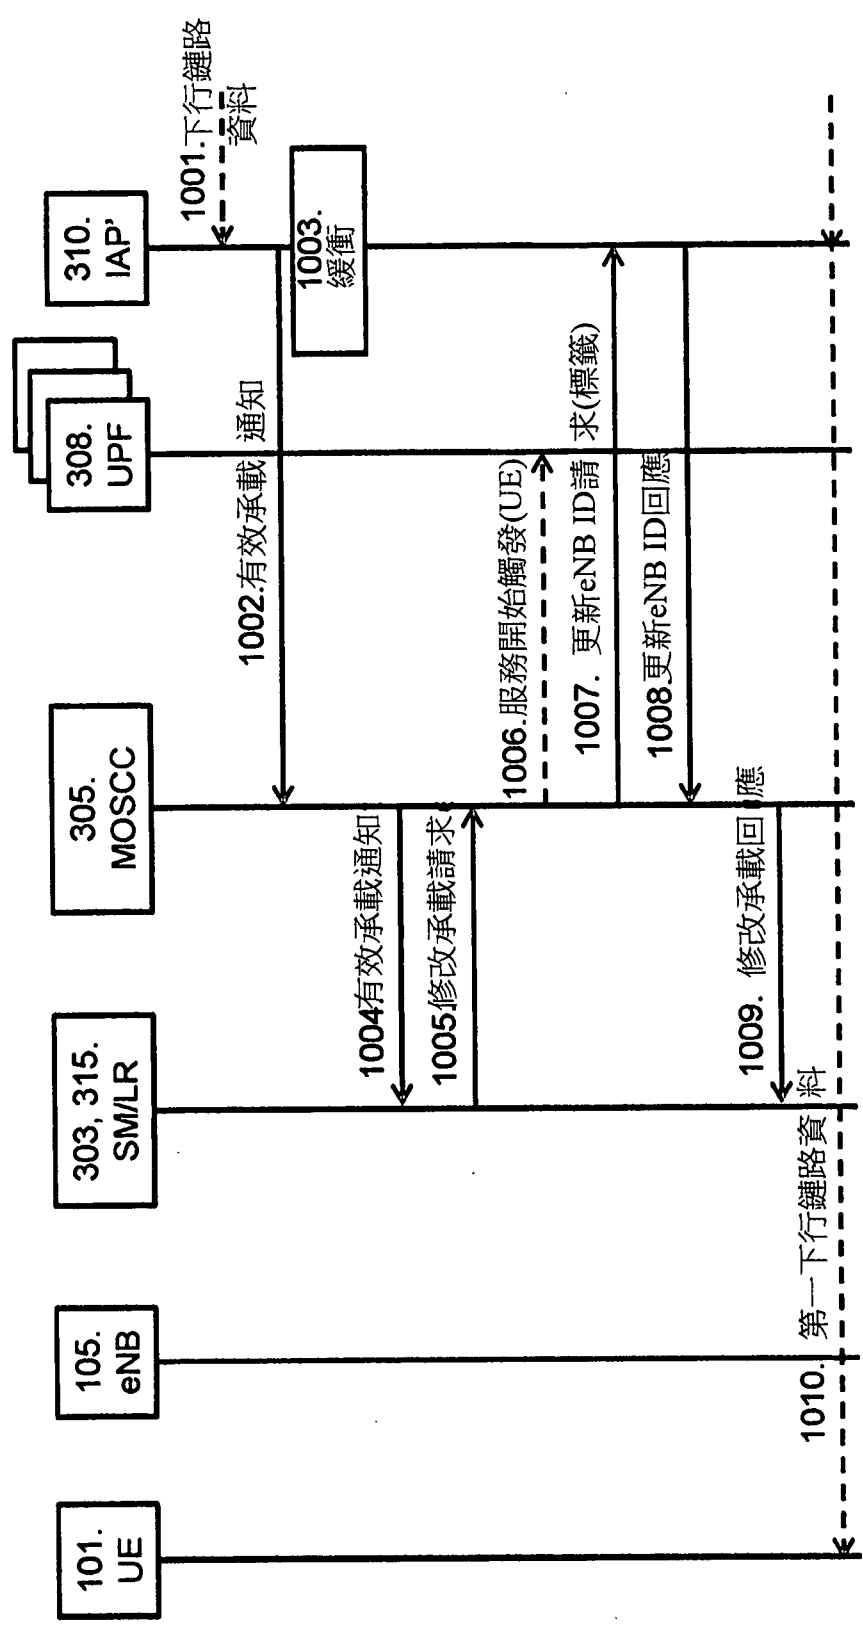 101.
UE
105.
eNB
303, 315.
SM/LR
305.
MOSCC
308.
UPF
310.
IAP'
1001.下行鏈路
資料
1002.有效承載 通知
1003.
緩衝
1004有效承載通知
1005.修改承載請求
1006.服務開始觸發(UE)
1007. 更新eNB ID請 求(標籤)
1008.更新eNB ID回應
1009. 修改承載回 應
1010. 第一下行鏈路資 料